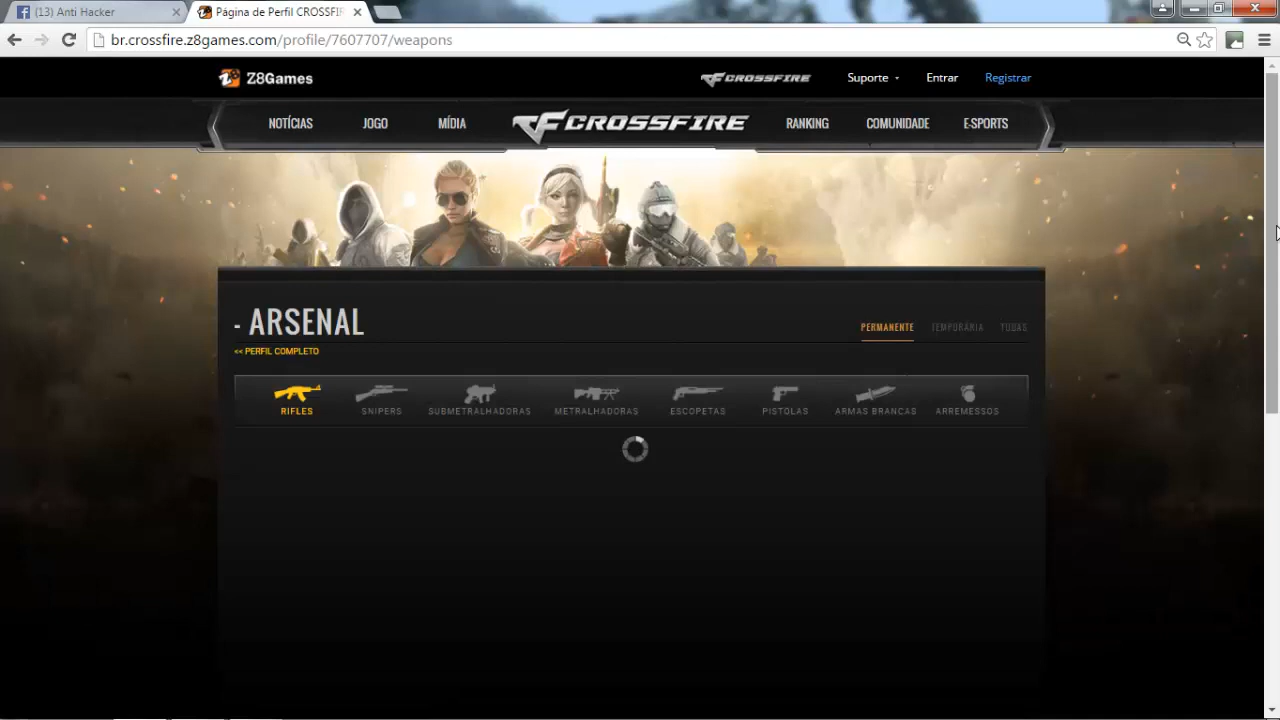 (13) Anti Hacker
Página de Perfil CROSSFIR
br.crossfire.z8games.com/profile/7607707/weapons
Z8Games
CROSSFIRE
Suporte
Entrar
Registrar
NOTÍCIAS
JOGO
MÍDIA
CROSSFIRE
RANKING
COMUNIDADE
E-SPORTS
- ARSENAL
PERMANENTE
TEMPORÁRIA
TODAS
<< PERFIL COMPLETO
RIFLES
SNIPERS
SUBMETRALHADORAS
METRALHADORAS
ESCOPETAS
PISTOLAS
ARMAS BRANCAS
ARREMESSOS